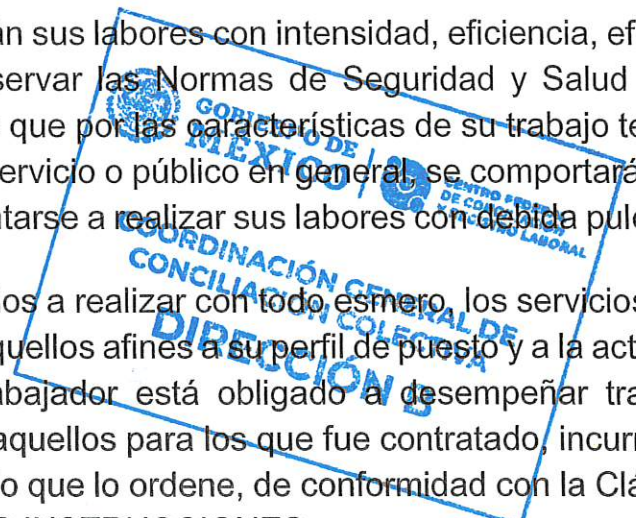 an sus labores con intensidad, eficiencia, ef
servar las Normas de Seguridad y Salud
que por las características de su trabajo te
servicio o público en general, se comportará
ntarse a realizar sus labores con debida pulc
os a realizar con todo esmero, los servicios
quellos afines a su perfil de puesto y a la act
abajador está obligado a desempeñar tra
aquellos para los que fue contratado, incurr
o que lo ordene, de conformidad con la Clá
INSTRUCCIONES
GOBIERNO DE
MÉXICO
CENTRO FEDERAL
DE CONCILIACIÓN
Y REGISTRO LABORAL
COORDINACIÓN GENERAL DE
CONCILIACIÓN COLECTIVA
DIRECCIÓN B